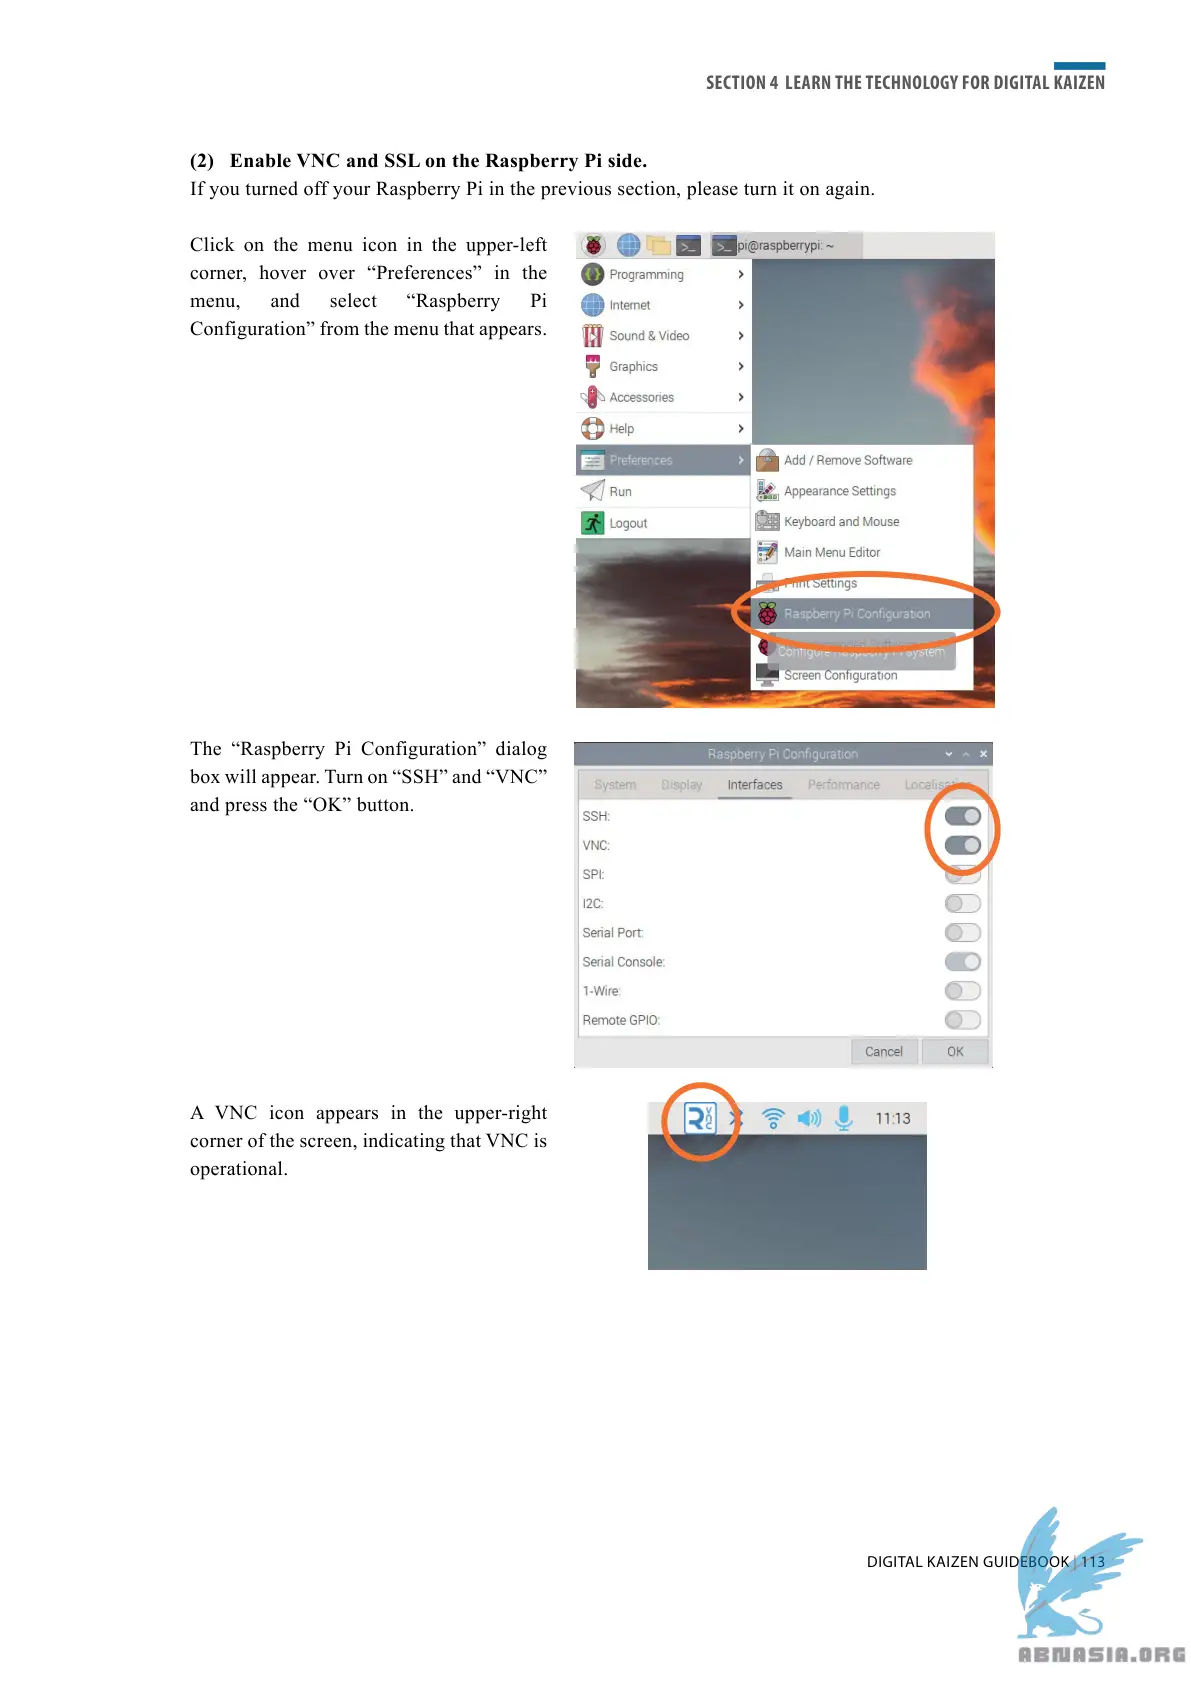 SECTION 4 LEARN THE TECHNOLOGY FOR DIGITAL KAIZEN
(2) Enable VNC and SSL on the Raspberry Pi side.
If you turned off your Raspberry Pi in the previous section, please turn it on again.
Click on the menu icon in the upper-left
corner, hover over “Preferences” in the
menu, and select “Raspberry Pi
Configuration” from the menu that appears.
pi@raspberrypi: ~
Programming
Internet
Sound & Video
Graphics
Accessories
Help
Preferences
Run
Logout
Add / Remove Software
Appearance Settings
Keyboard and Mouse
Main Menu Editor
Print Settings
Raspberry Pi Configuration
Configure Raspberry Pi system
Screen Configuration
The “Raspberry Pi Configuration” dialog
box will appear. Turn on “SSH” and “VNC”
and press the “OK” button.
Raspberry Pi Configuration
System Display Interfaces Performance Localisation
SSH:
VNC:
SPI:
I2C:
Serial Port:
Serial Console:
1-Wire:
Remote GPIO:
Cancel OK
A VNC icon appears in the upper-right
corner of the screen, indicating that VNC is
operational.
VNC
11:13
DIGITAL KAIZEN GUIDEBOOK | 113
ABNASIA.ORG